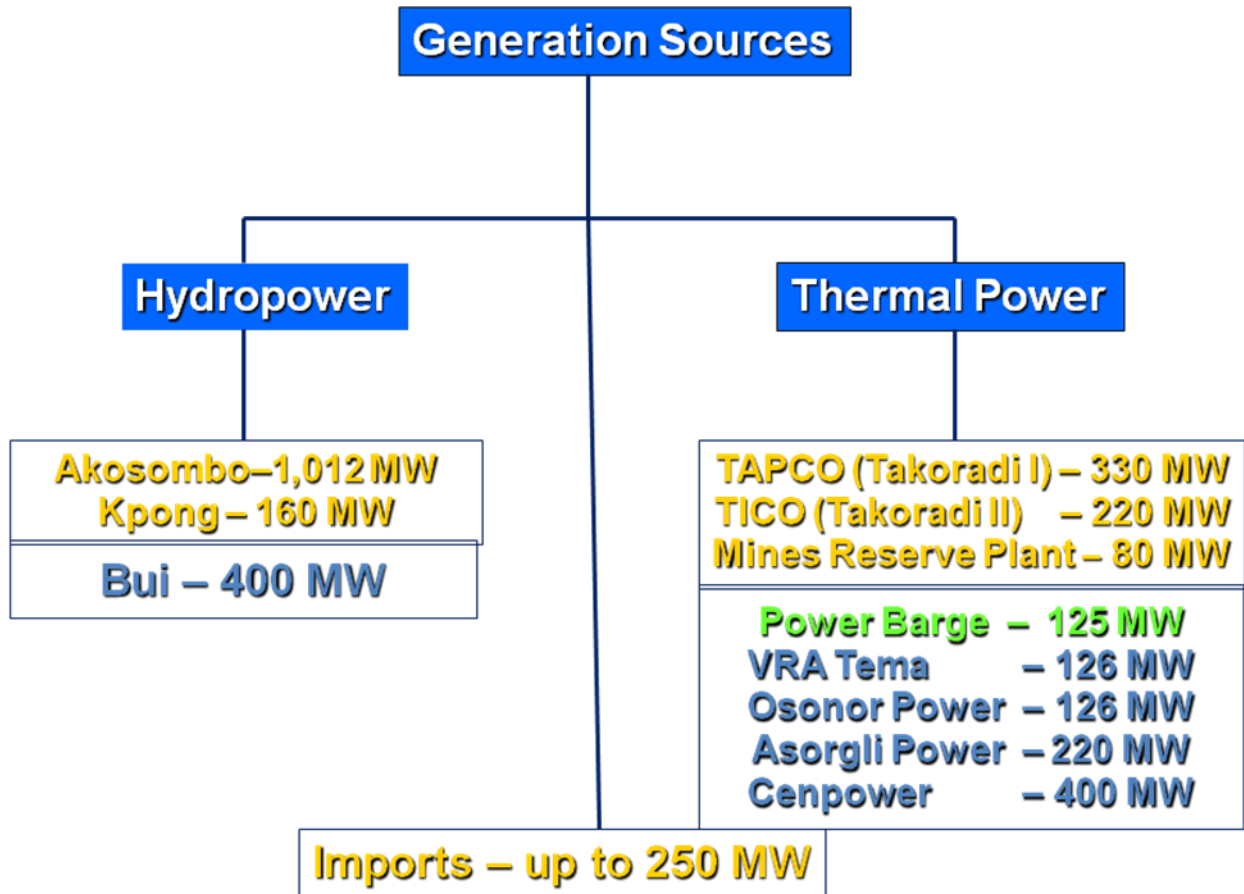 Generation Sources
Hydropower
Thermal Power
Akosombo–1,012 MW
Kpong – 160 MW
Bui – 400 MW
TAPCO (Takoradi I) – 330 MW
TICO (Takoradi II) – 220 MW
Mines Reserve Plant – 80 MW
Power Barge – 125 MW
VRA Tema – 126 MW
Osonor Power – 126 MW
Asorgli Power – 220 MW
Cenpower – 400 MW
Imports – up to 250 MW